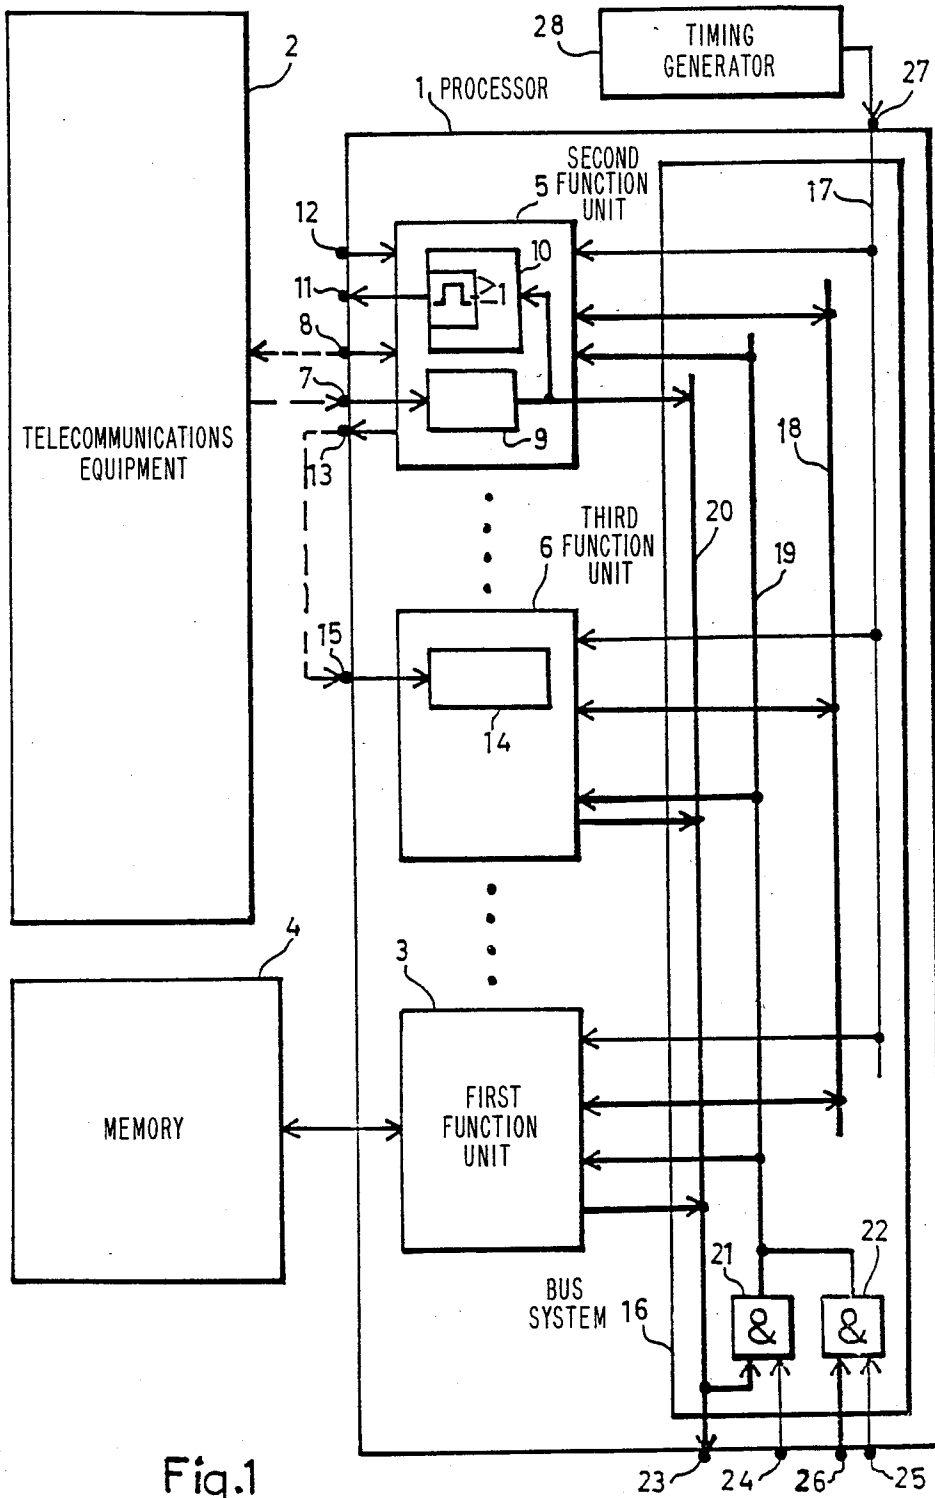 28
TIMING
GENERATOR
27
2
1 PROCESSOR
SECOND
FUNCTION
UNIT
5
17
12
10
11
1
8
7
9
13
TELECOMMUNICATIONS
EQUIPMENT
18
20
19
THIRD
FUNCTION
UNIT
6
15
14
4
3
MEMORY
FIRST
FUNCTION
UNIT
BUS
SYSTEM 16
21
22
&
&
23
24
26
25
Fig.1